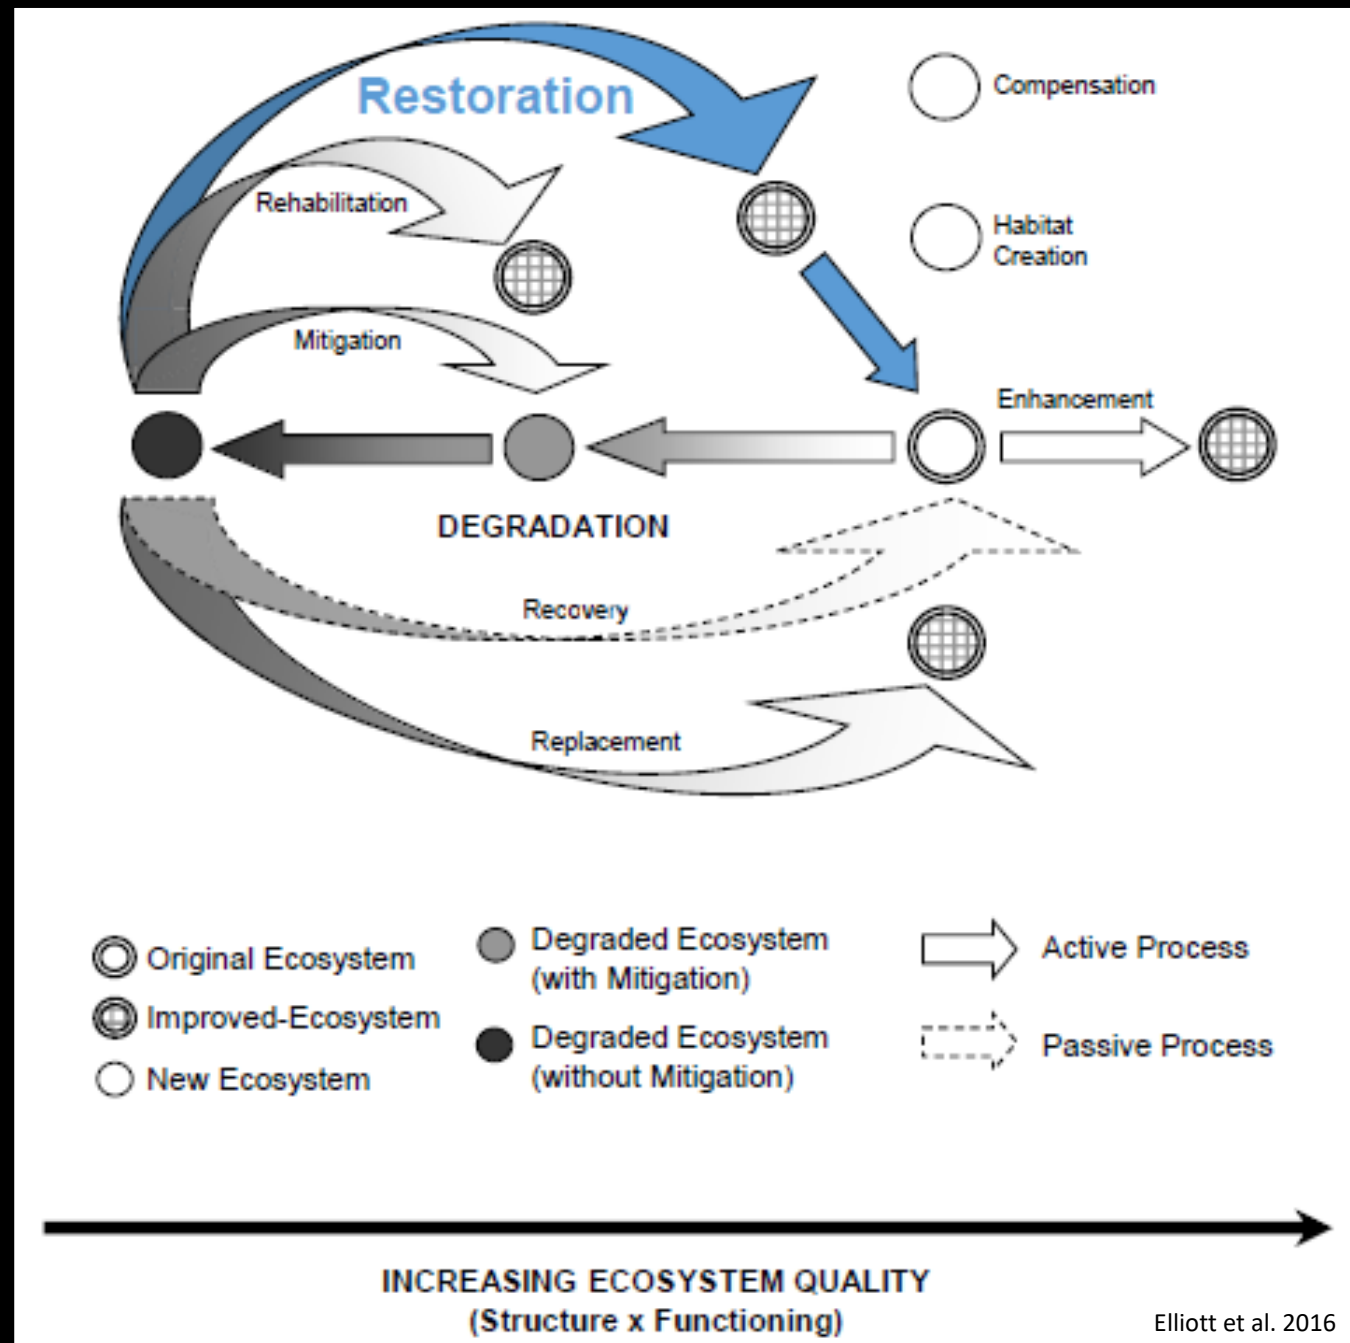 Restoration
Compensation
Rehabilitation
Habitat
Creation
Mitigation
Enhancement
DEGRADATION
Recovery
Replacement
Original Ecosystem
Improved-Ecosystem
New Ecosystem
Degraded Ecosystem
(with Mitigation)
Degraded Ecosystem
(without Mitigation)
Active Process
Passive Process
INCREASING ECOSYSTEM QUALITY
(Structure x Functioning)
Elliott et al. 2016